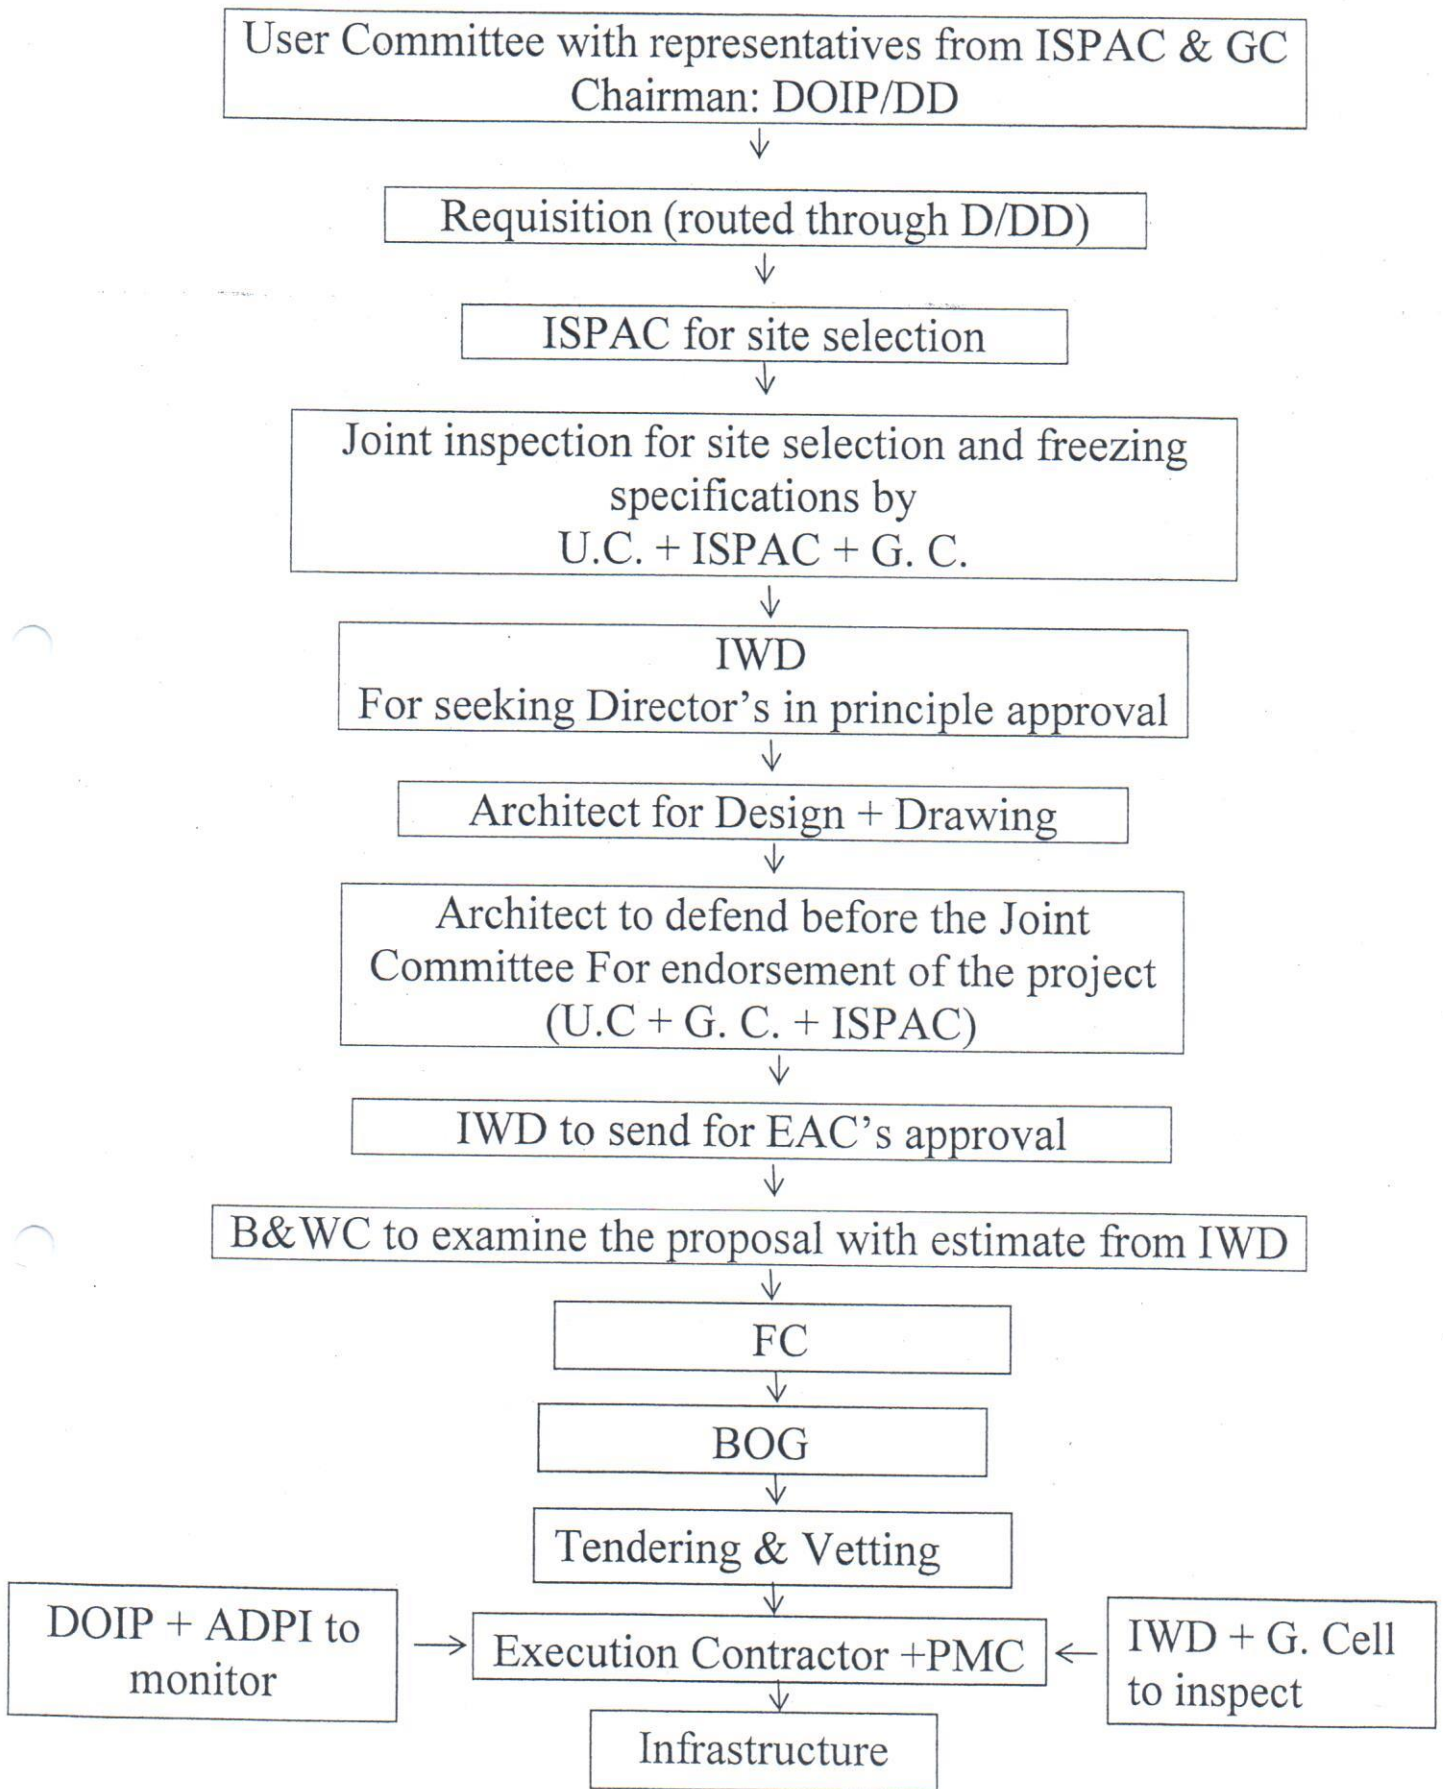 User Committee with representatives from ISPAC & GC
Chairman: DOIP/DD
Requisition (routed through D/DD)
ISPAC for site selection
Joint inspection for site selection and freezing
specifications by
U.C. + ISPAC + G. C.
IWD
For seeking Director's in principle approval
Architect for Design + Drawing
Architect to defend before the Joint
Committee For endorsement of the project
(U.C + G. C. + ISPAC)
IWD to send for EAC's approval
B&WC to examine the proposal with estimate from IWD
FC
BOG
Tendering & Vetting
DOIP + ADPI to
monitor
Execution Contractor +PMC
IWD + G. Cell
to inspect
Infrastructure